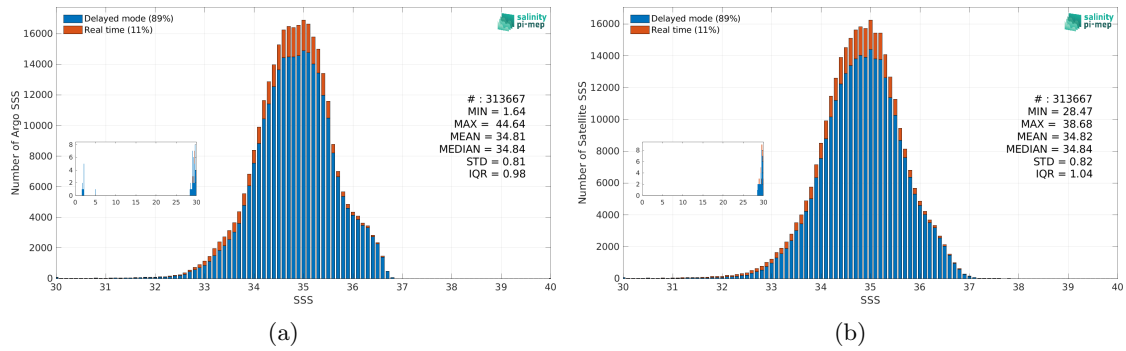 Delayed mode (89%)
Real time (11%)
salinity
pi-mep
16000
14000
12000
10000
8000
6000
4000
2000
0
Number of Argo SSS
# : 313667
MIN = 1.64
MAX = 44.64
MEAN = 34.81
MEDIAN = 34.84
STD = 0.81
IQR = 0.98
8
6
4
2
0
0 5 10 15 20 25 30
30 31 32 33 34 35 36 37 38 39 40
SSS
(a)
Delayed mode (89%)
Real time (11%)
salinity
pi-mep
16000
14000
12000
10000
8000
6000
4000
2000
0
Number of Satellite SSS
# : 313667
MIN = 28.47
MAX = 38.68
MEAN = 34.82
MEDIAN = 34.84
STD = 0.82
IQR = 1.04
8
6
4
2
0
0 5 10 15 20 25 30
30 31 32 33 34 35 36 37 38 39 40
SSS
(b)